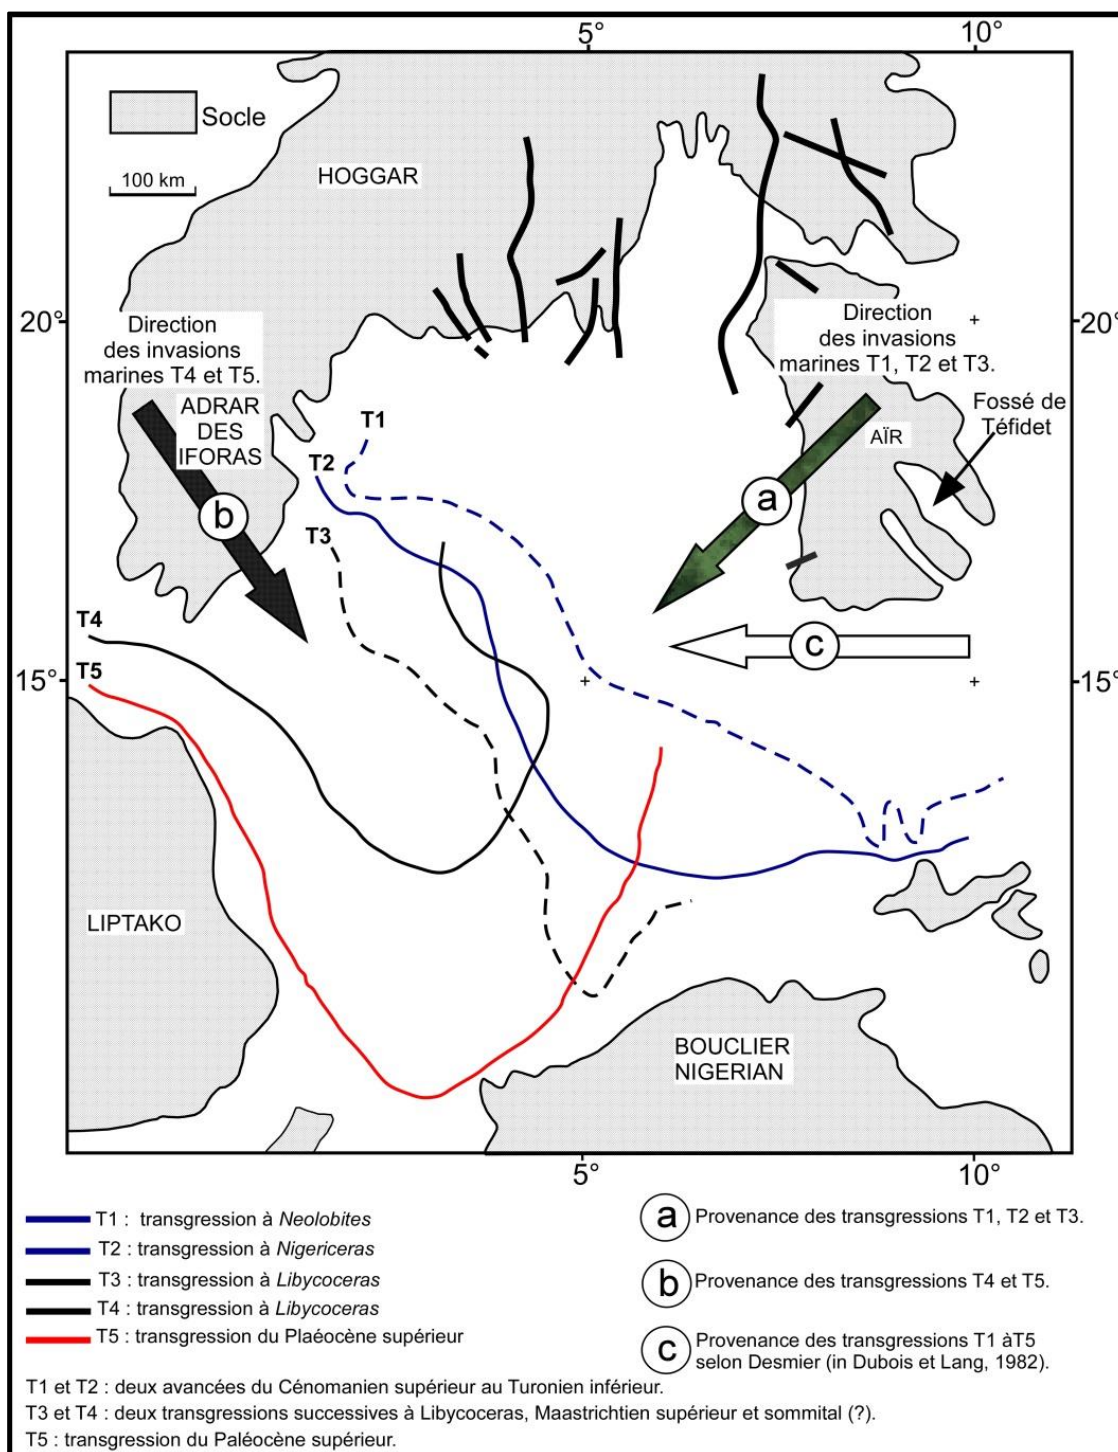 5° 10°
Socle
100 km
HOGGAR
20° 20°
Direction
des invasions
marines T4 et T5.
Direction
des invasions
marines T1, T2 et T3.
ADRAR
DES
IFORAS
T1
Fossé de
Téfidet
AÏR
T2
a
b
T3
T4
c
15° 15°
T5
LIPTAKO
BOUCLIER
NIGERIAN
5° 10°
T1 : transgression à Neolobites
T2 : transgression à Nigericeras
T3 : transgression à Libycoceras
T4 : transgression à Libycoceras
T5 : transgression du Plaéocène supérieur
a Provenance des transgressions T1, T2 et T3.
b Provenance des transgressions T4 et T5.
c Provenance des transgressions T1 àT5
selon Desmier (in Dubois et Lang, 1982).
T1 et T2 : deux avancées du Cénomanien supérieur au Turonien inférieur.
T3 et T4 : deux transgressions successives à Libycoceras, Maastrichtien supérieur et sommital (?).
T5 : transgression du Paléocène supérieur.